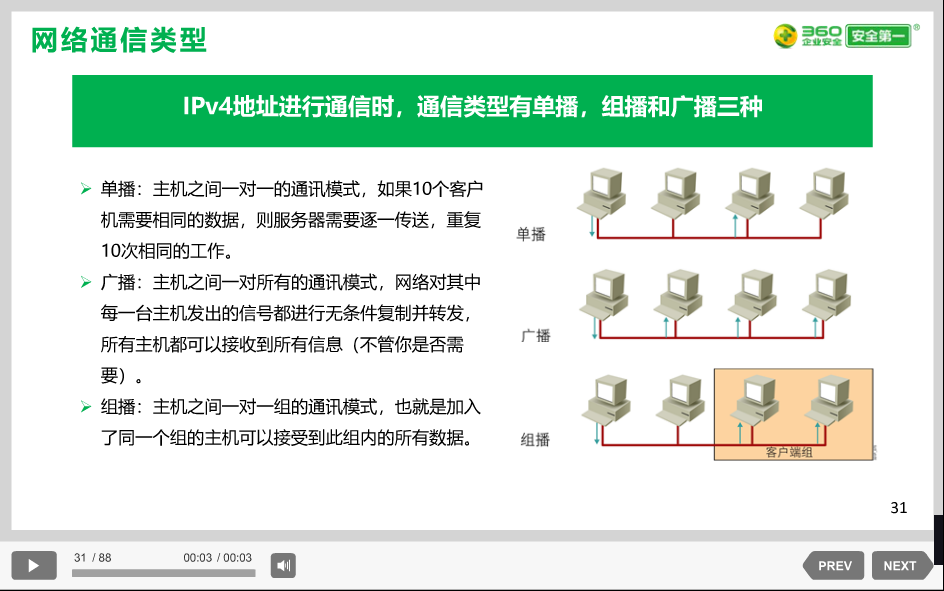 网络通信类型
360
企业安全
安全第一
®
IPv4地址进行通信时，通信类型有单播，组播和广播三种
➢ 单播：主机之间一对一的通讯模式，如果10个客户
机需要相同的数据，则服务器需要逐一传送，重复
10次相同的工作。
➢ 广播：主机之间一对所有的通讯模式，网络对其中
每一台主机发出的信号都进行无条件复制并转发，
所有主机都可以接收到所有信息（不管你是否需
要）。
➢ 组播：主机之间一对一组的通讯模式，也就是加入
了同一个组的主机可以接受到此组内的所有数据。
单播
广播
组播
客户端组
31
31 / 88
00:03 / 00:03
PREV
NEXT